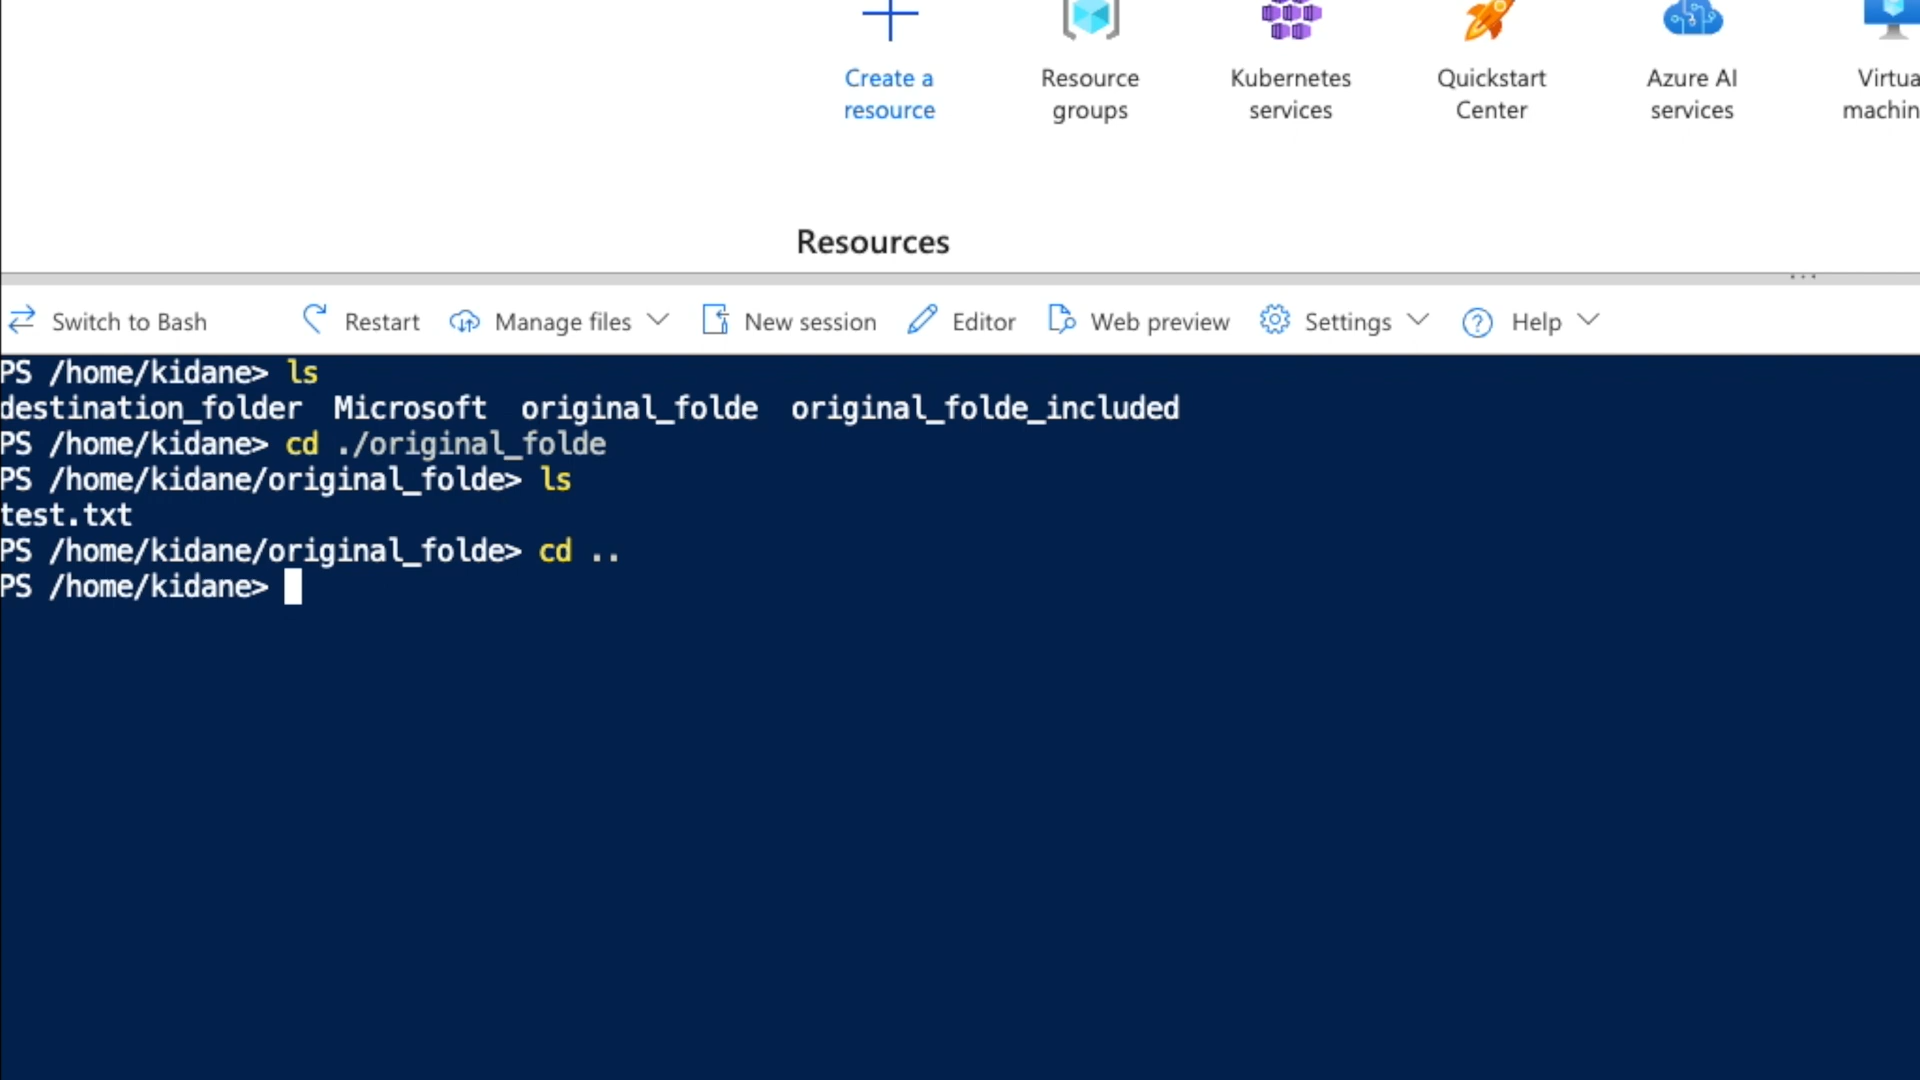 Create a resource
Resource groups
Kubernetes services
Quickstart Center
Azure AI services
Virtua
machin
Resources
Switch to Bash Restart Manage files New session Editor Web preview Settings Help
PS /home/kidane> ls
destination_folder Microsoft original_folde original_folde_included
PS /home/kidane> cd ./original_folde
PS /home/kidane/original_folde> ls
test.txt
PS /home/kidane/original_folde> cd ..
PS /home/kidane>